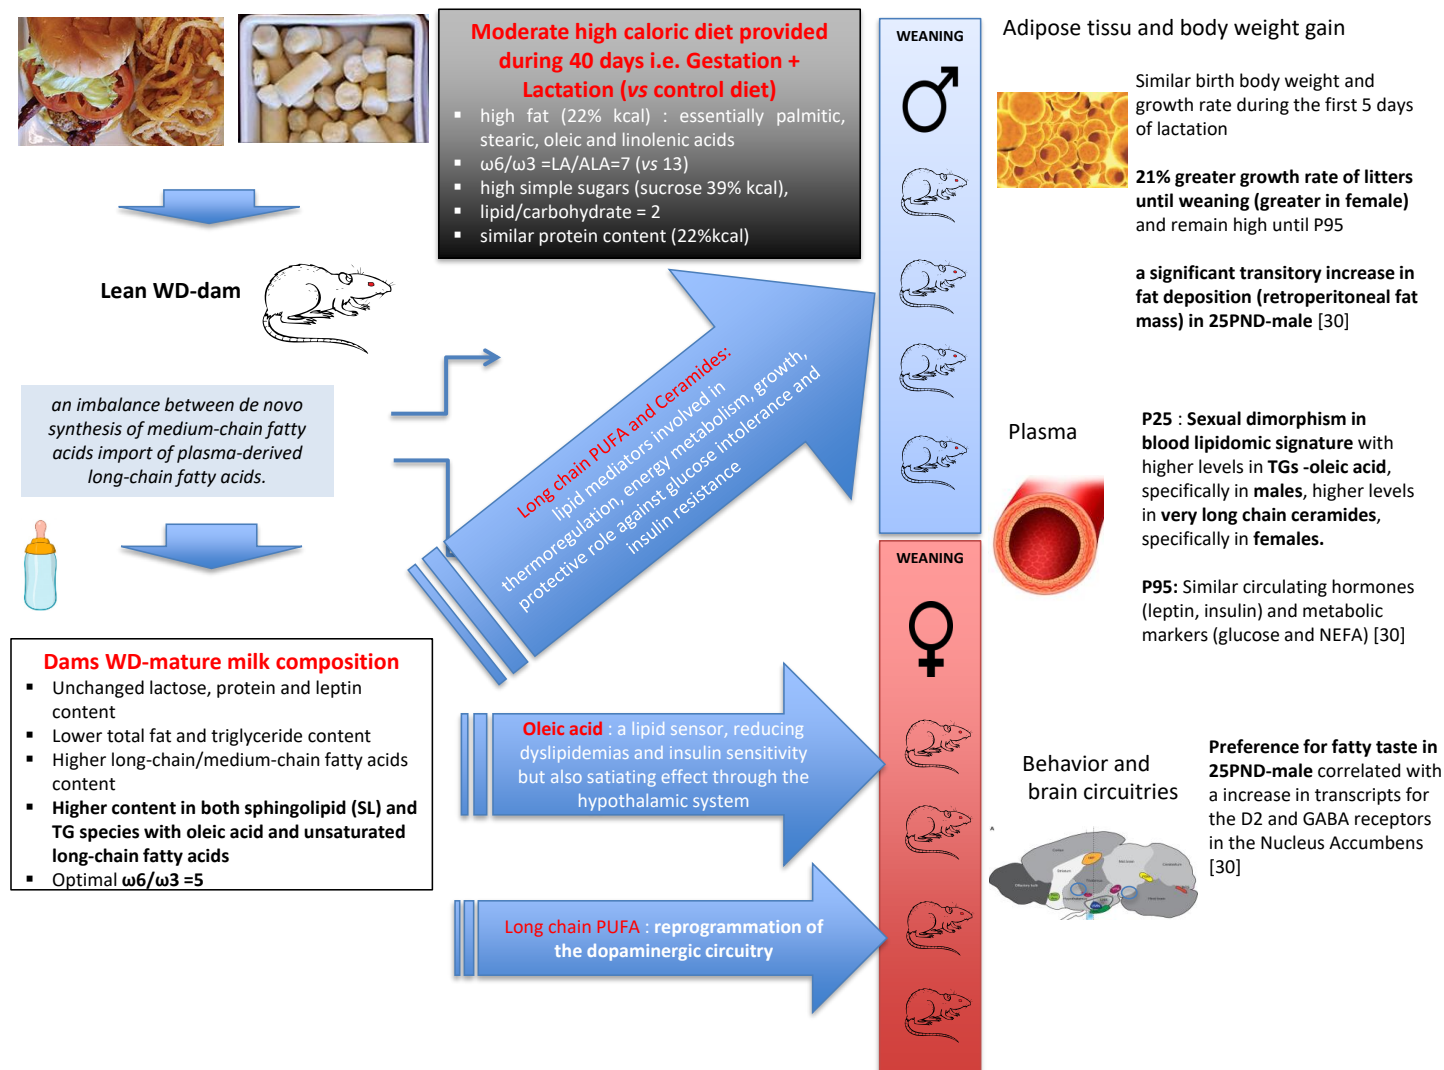 Moderate high caloric diet provided
during 40 days i.e. Gestation +
Lactation (vs control diet)
▪ high fat (22% kcal) : essentially palmitic,
stearic, oleic and linolenic acids
▪ ω6/ω3 =LA/ALA=7 (vs 13)
▪ high simple sugars (sucrose 39% kcal),
▪ lipid/carbohydrate = 2
▪ similar protein content (22%kcal)
Lean WD-dam
an imbalance between de novo
synthesis of medium-chain fatty
acids import of plasma-derived
long-chain fatty acids.
Dams WD-mature milk composition
▪ Unchanged lactose, protein and leptin
content
▪ Lower total fat and triglyceride content
▪ Higher long-chain/medium-chain fatty acids
content
▪ Higher content in both sphingolipid (SL) and
TG species with oleic acid and unsaturated
long-chain fatty acids
▪ Optimal ω6/ω3 =5
Long chain PUFA and Ceramides:
lipid mediators involved in
thermoregulation, energy metabolism, growth,
protective role against glucose intolerance and
insulin resistance
Oleic acid : a lipid sensor, reducing
dyslipidemias and insulin sensitivity
but also satiating effect through the
hypothalamic system
Long chain PUFA : reprogrammation of
the dopaminergic circuitry
WEANING
WEANING
Adipose tissu and body weight gain
Similar birth body weight and
growth rate during the first 5 days
of lactation
21% greater growth rate of litters
until weaning (greater in female)
and remain high until P95
a significant transitory increase in
fat deposition (retroperitoneal fat
mass) in 25PND-male [30]
Plasma
P25 : Sexual dimorphism in
blood lipidomic signature with
higher levels in TGs -oleic acid,
specifically in males, higher levels
in very long chain ceramides,
specifically in females.
P95: Similar circulating hormones
(leptin, insulin) and metabolic
markers (glucose and NEFA) [30]
Behavior and
brain circuitries
Preference for fatty taste in
25PND-male correlated with
a increase in transcripts for
the D2 and GABA receptors
in the Nucleus Accumbens
[30]
A